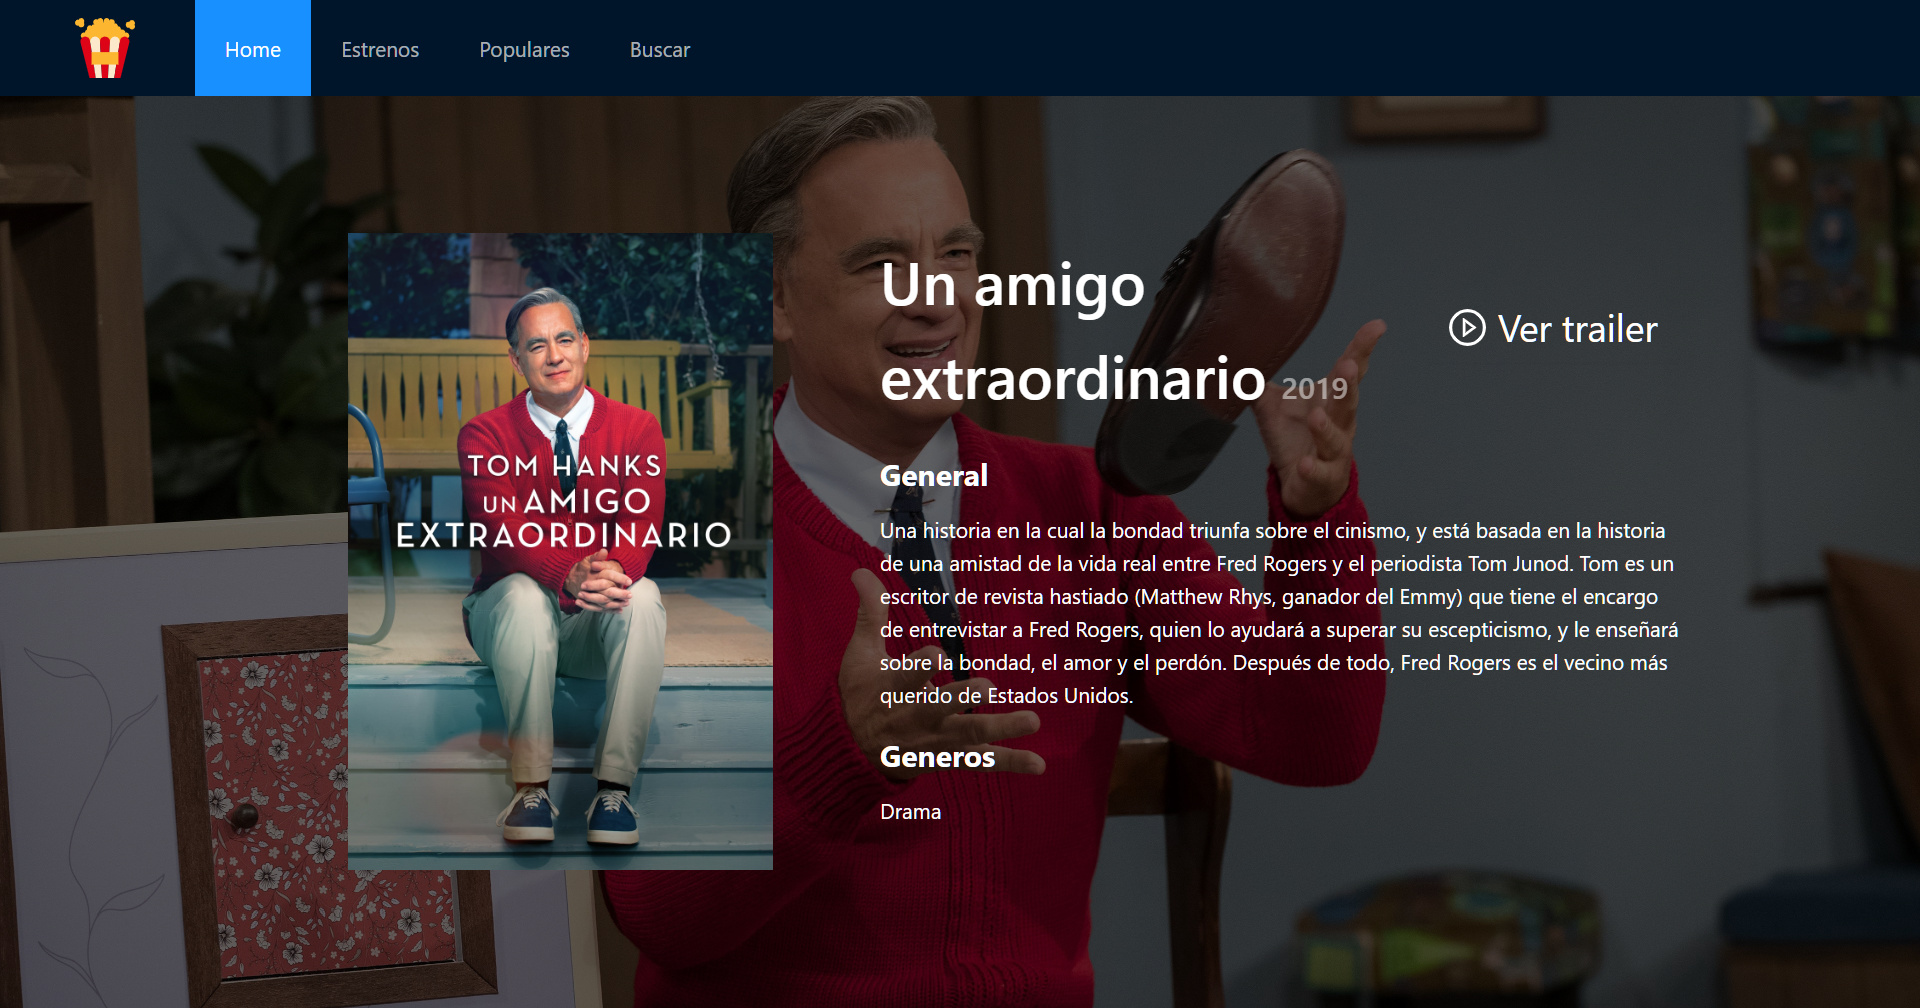 Home
Estrenos
Populares
Buscar
TOM HANKS
UN AMIGO
EXTRAORDINARIO
Un amigo
extraordinario 2019
Ver trailer
General
Una historia en la cual la bondad triunfa sobre el cinismo, y está basada en la historia
de una amistad de la vida real entre Fred Rogers y el periodista Tom Junod. Tom es un
escritor de revista hastiado (Matthew Rhys, ganador del Emmy) que tiene el encargo
de entrevistar a Fred Rogers, quien lo ayudará a superar su escepticismo, y le enseñará
sobre la bondad, el amor y el perdón. Después de todo, Fred Rogers es el vecino más
querido de Estados Unidos.
Generos
Drama